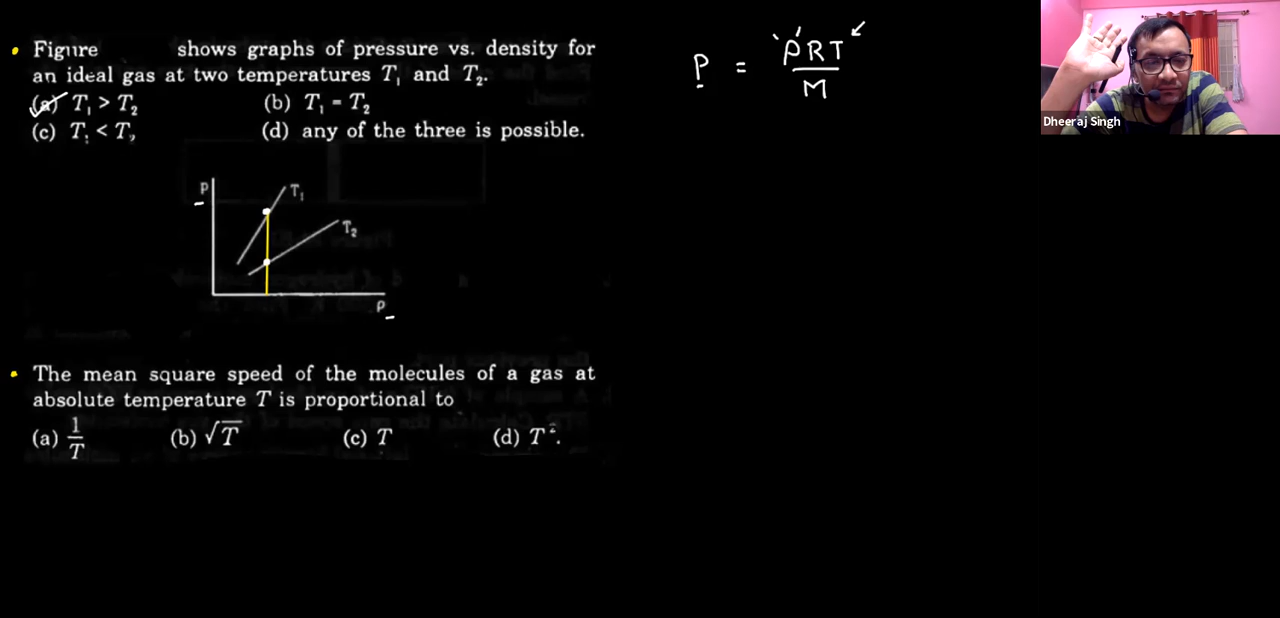 • Figure shows graphs of pressure vs. density for
an ideal gas at two temperatures T₁ and T₂.
(a) T₁ > T₂ (b) T₁ = T₂
(c) T₁ < T₂ (d) any of the three is possible.
p
T₁
T₂
ρ
• The mean square speed of the molecules of a gas at
absolute temperature T is proportional to
(a) 1/T (b) √T (c) T (d) T².
P = ρRT/M
Dheeraj Singh